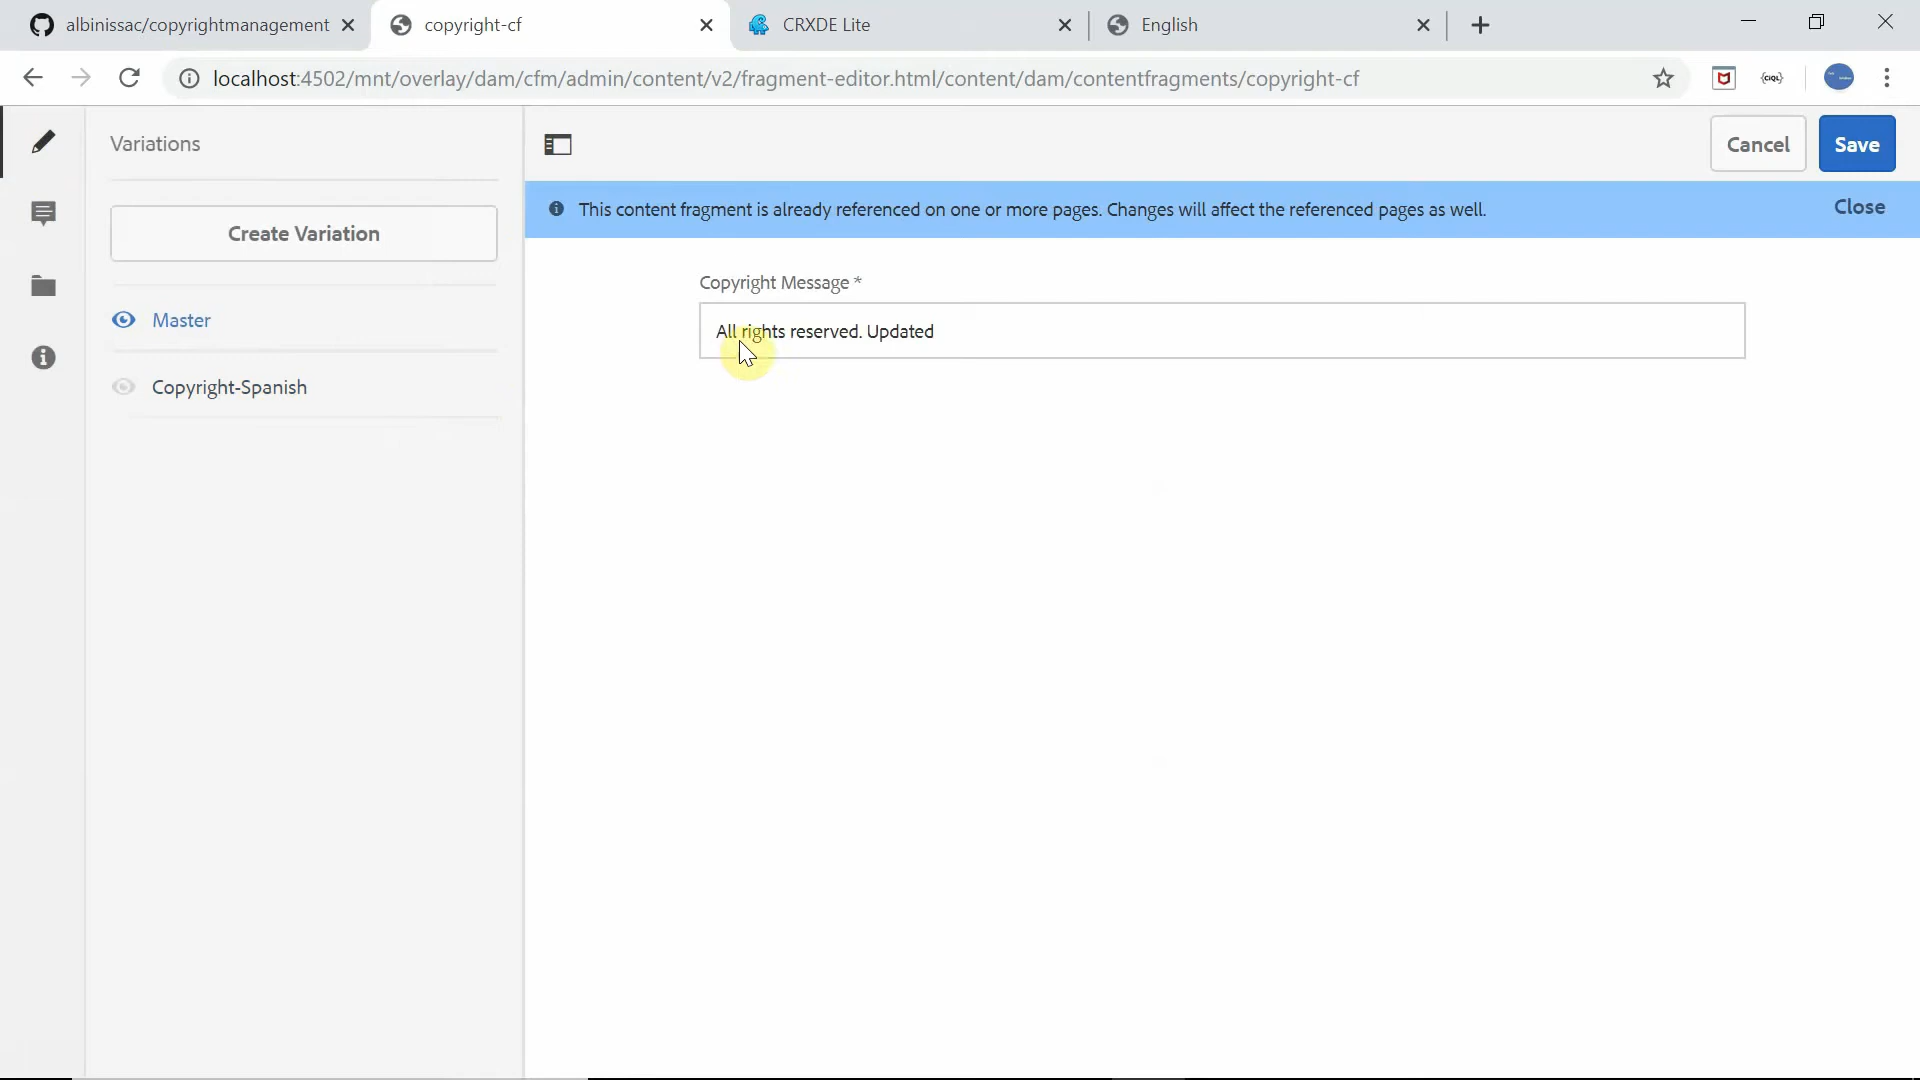 albinissac/copyrightmanagement
copyright-cf
CRXDE Lite
English
localhost:4502/mnt/overlay/dam/cfm/admin/content/v2/fragment-editor.html/content/dam/contentfragments/copyright-cf
{CIQL}
Variations
Cancel
Save
This content fragment is already referenced on one or more pages. Changes will affect the referenced pages as well.
Close
Create Variation
Copyright Message *
Master
All rights reserved. Updated
Copyright-Spanish